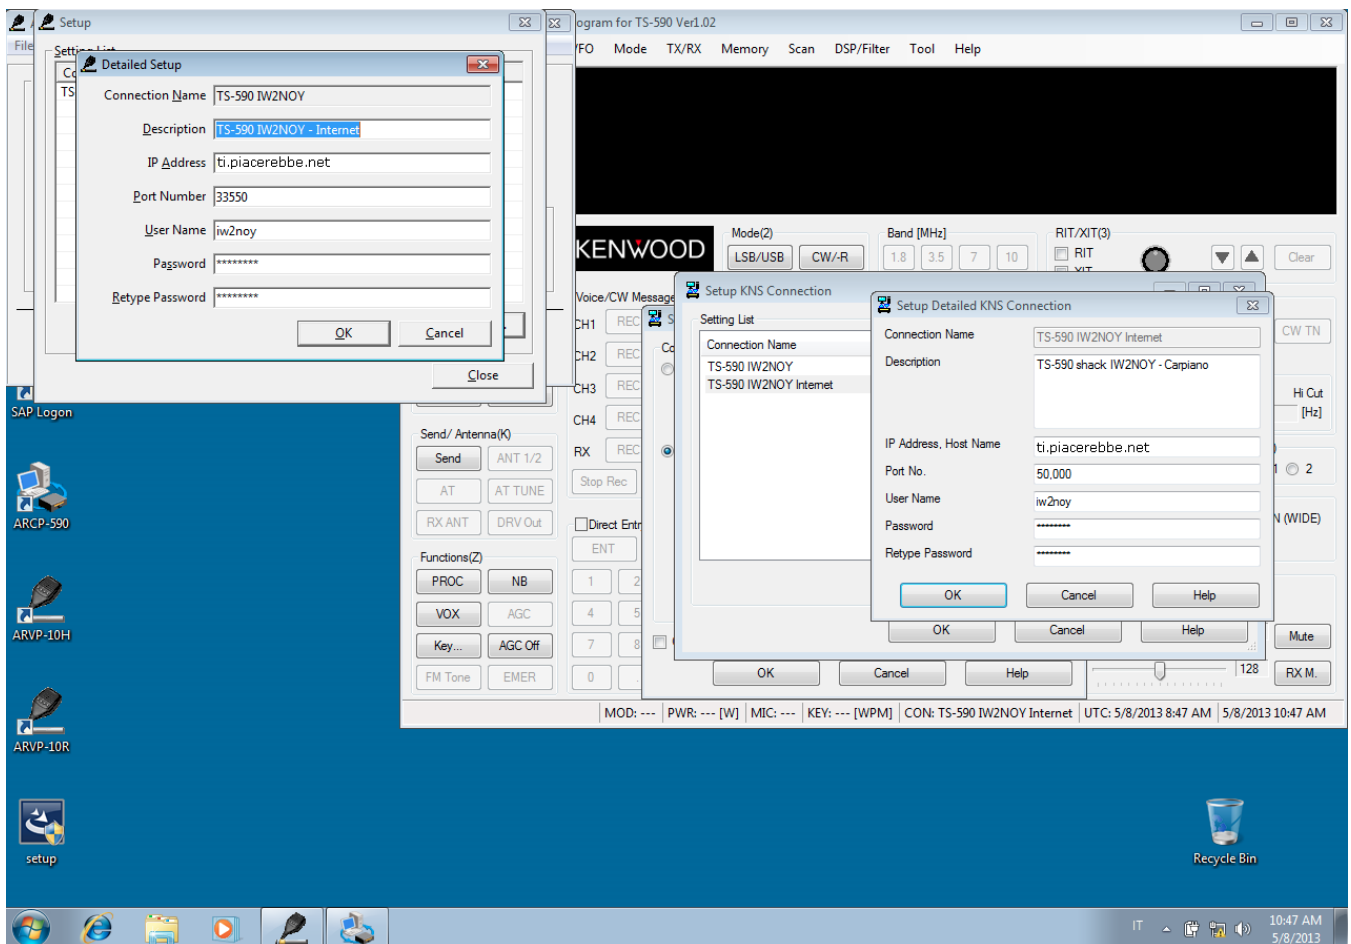 Setup
ogram for TS-590 Ver1.02
File
Setting List
FO Mode TX/RX Memory Scan DSP/Filter Tool Help
Detailed Setup
TS
Connection Name TS-590 IW2NOY
Description TS-590 IW2NOY - Internet
IP Address ti.piacerebbe.net
Port Number 33550
User Name iw2noy
Password ********
Retype Password ********
OK Cancel
Close
KENWOOD
Mode(2)
LSB/USB CW/-R
Band [MHz]
1.8 3.5 7 10
RIT/XIT(3)
RIT
XIT
Clear
Voice/CW Message
CH1 REC
CH2 REC
CH3 REC
CH4 REC
RX REC
Stop Rec
Direct Entr
ENT
1 2
4 5
7 8
0 .
Send/ Antenna(K)
Send ANT 1/2
AT AT TUNE
RX ANT DRV Out
Functions(Z)
PROC NB
VOX AGC
Key... AGC Off
FM Tone EMER
Setup KNS Connection
Setting List
Connection Name
TS-590 IW2NOY
TS-590 IW2NOY Internet
OK Cancel Help
OK Cancel Help
Setup Detailed KNS Connection
Connection Name TS-590 IW2NOY Internet
Description TS-590 shack IW2NOY - Carpiano
IP Address, Host Name ti.piacerebbe.net
Port No. 50,000
User Name iw2noy
Password ********
Retype Password ********
OK Cancel Help
CW TN
Hi Cut
[Hz]
1 2
N (WIDE)
Mute
128 RX M.
MOD: --- PWR: --- [W] MIC: --- KEY: --- [WPM] CON: TS-590 IW2NOY Internet UTC: 5/8/2013 8:47 AM 5/8/2013 10:47 AM
SAP Logon
ARCP-590
ARVP-10H
ARVP-10R
setup
Recycle Bin
IT
10:47 AM
5/8/2013